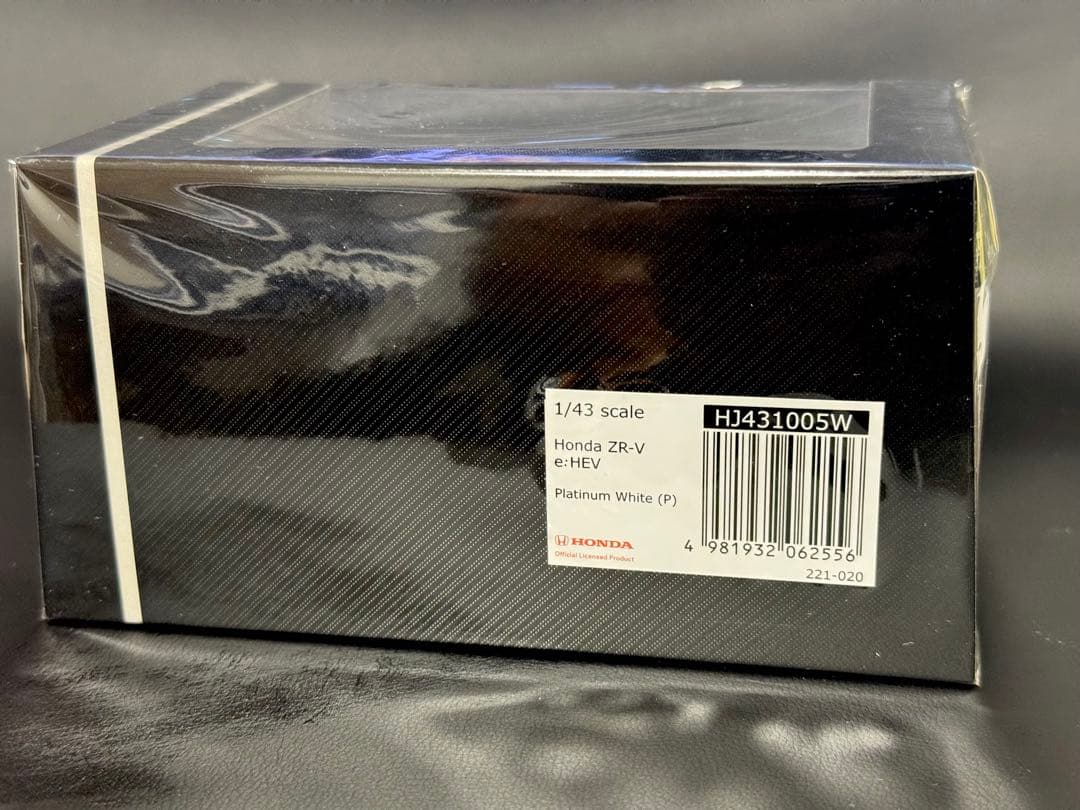 1/43 scale
HJ431005W
Honda ZR-V
e:HEV
Platinum White (P)
HONDA
Official Licensed Product
4 981932 062556
221-020